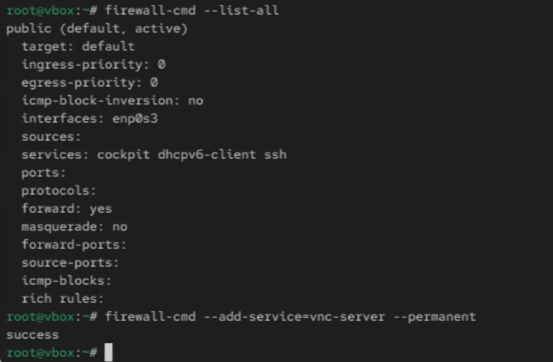 root@vbox:~# firewall-cmd --list-all
public (default, active)
  target: default
  ingress-priority: 0
  egress-priority: 0
  icmp-block-inversion: no
  interfaces: enp0s3
  sources:
  services: cockpit dhcpv6-client ssh
  ports:
  protocols:
  forward: yes
  masquerade: no
  forward-ports:
  source-ports:
  icmp-blocks:
  rich rules:
root@vbox:~# firewall-cmd --add-service=vnc-server --permanent
success
root@vbox:~#